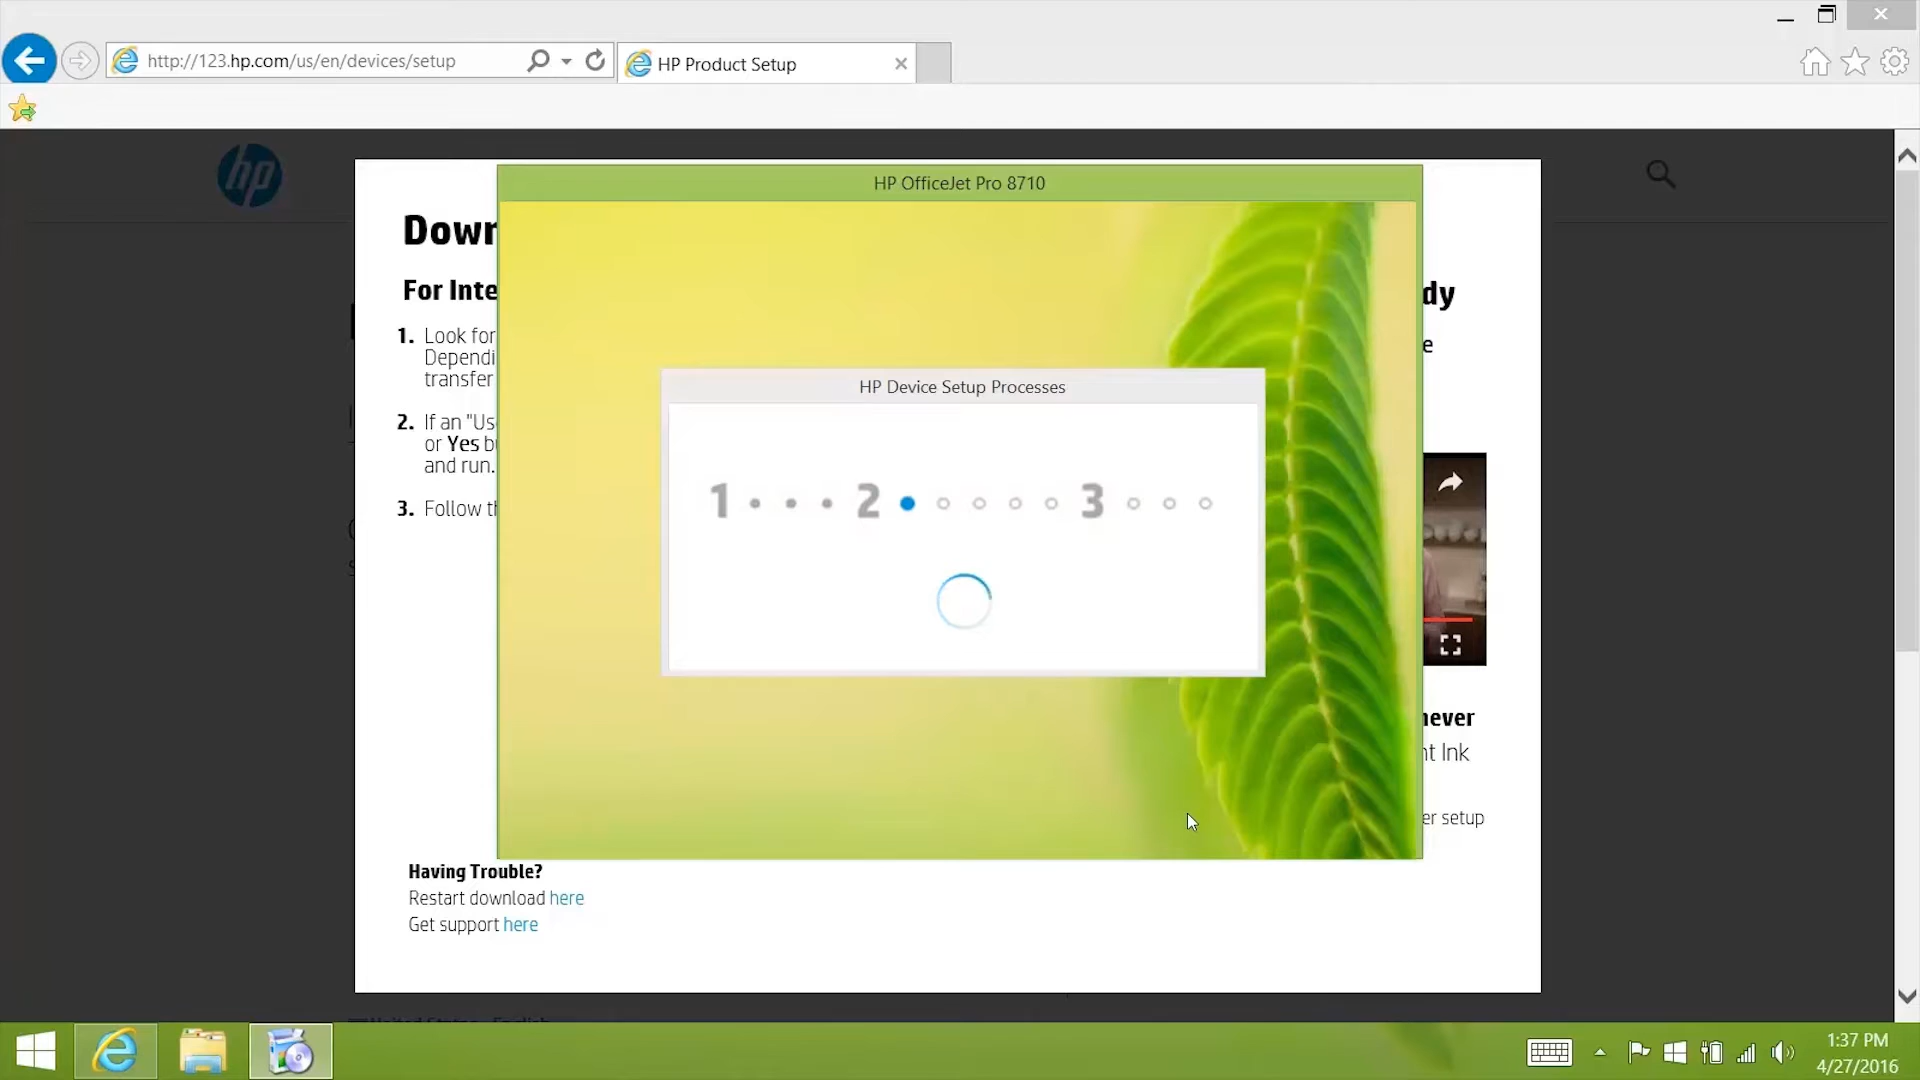 http://123.hp.com/us/en/devices/setup
HP Product Setup
hp
HP OfficeJet Pro 8710
Down
For Inte
1. Look for
Dependi
transfer
2. If an "Us
or Yes b
and run.
3. Follow th
HP Device Setup Processes
1 2 3
dy
e
never
nt Ink
er setup
Having Trouble?
Restart download here
Get support here
1:37 PM
4/27/2016